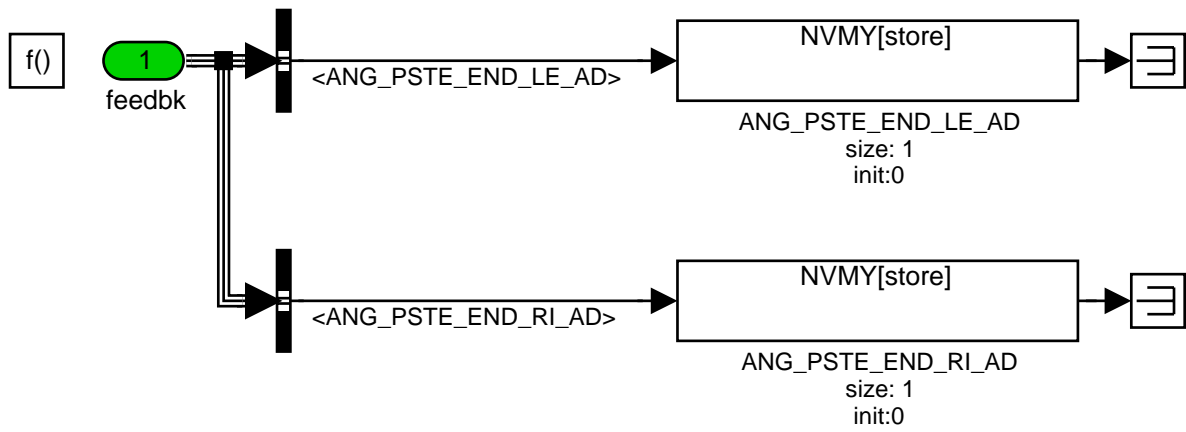 f()
1
feedbk
<ANG_PSTE_END_LE_AD>
NVMY[store]
ANG_PSTE_END_LE_AD
size: 1
init:0
<ANG_PSTE_END_RI_AD>
NVMY[store]
ANG_PSTE_END_RI_AD
size: 1
init:0